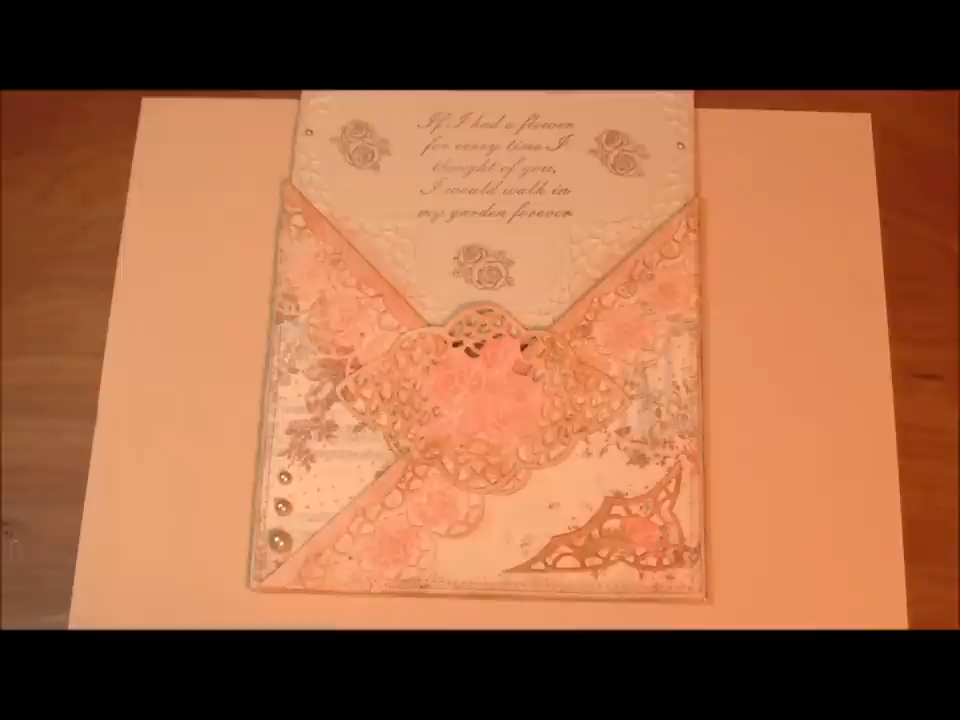 If I had a flower
for every time I
thought of you,
I would walk in
my garden forever